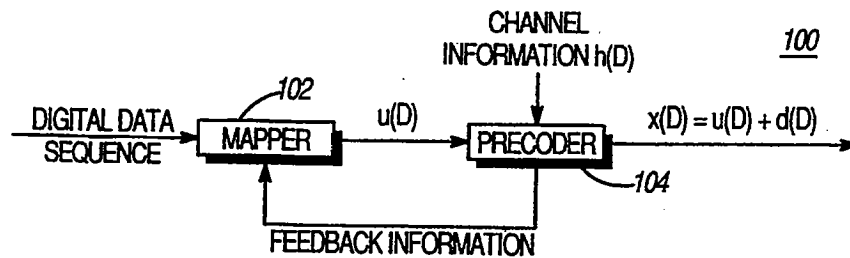 CHANNEL
INFORMATION h(D)
100
102
DIGITAL DATA
SEQUENCE
MAPPER
u(D)
PRECODER
x(D) = u(D) + d(D)
104
FEEDBACK INFORMATION